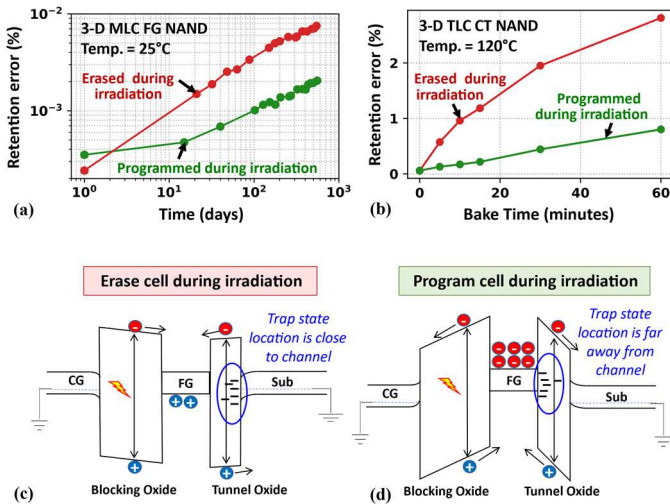 (a)
3-D MLC FG NAND
Temp. = 25°C
Erased during
irradiation
Programmed during irradiation
Retention error (%)
10⁻²
10⁻³
10⁰
10¹
10²
10³
Time (days)
(b)
3-D TLC CT NAND
Temp. = 120°C
Erased during
irradiation
Programmed
during irradiation
Retention error (%)
2
1
0
0
20
40
60
Bake Time (minutes)
Erase cell during irradiation
Trap state
location is close
to channel
CG
FG
Sub
(c)
Blocking Oxide
Tunnel Oxide
Program cell during irradiation
Trap state
location is far
away from
channel
CG
FG
Sub
(d)
Blocking Oxide
Tunnel Oxide